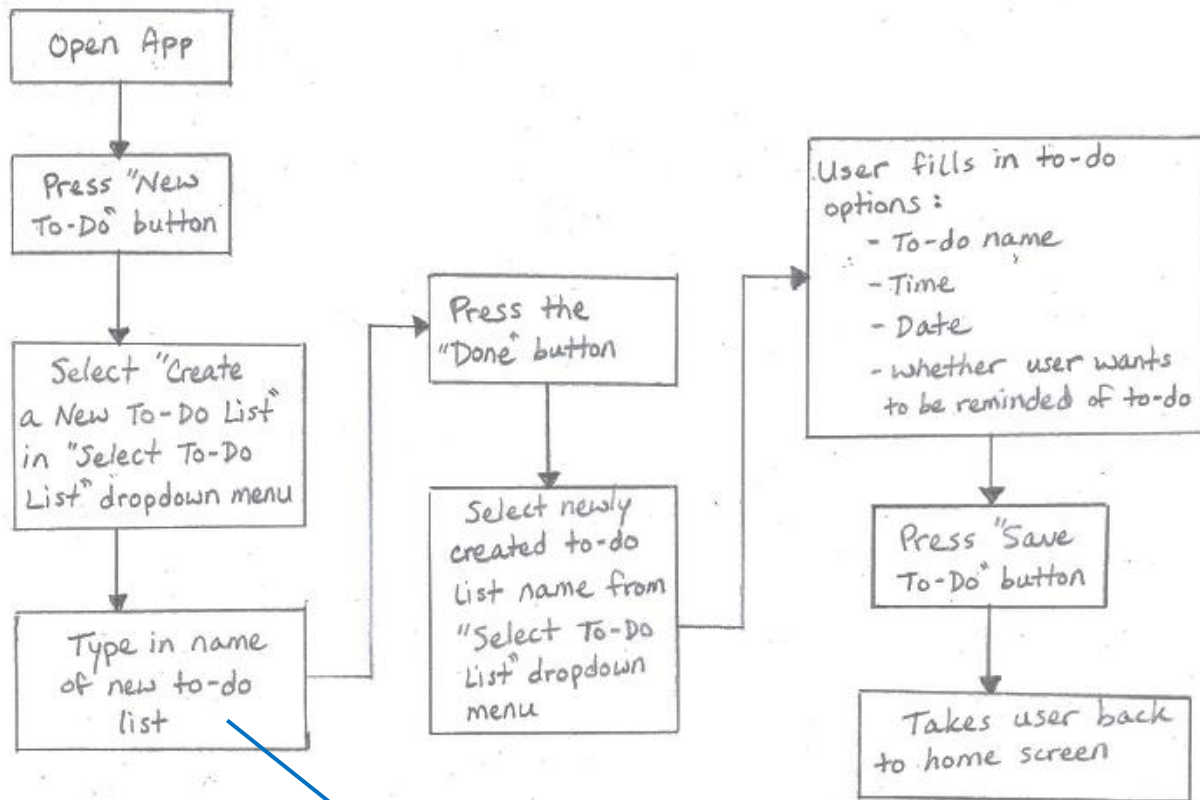 Open App
Press "New
To-Do" button
Select "Create
a New To-Do List"
in "Select To-Do
List" dropdown menu
Type in name
of new to-do
list
Press the
"Done" button
Select newly
created to-do
list name from
"Select To-Do
List" dropdown
menu
User fills in to-do
options:
- To-do name
- Time
- Date
- whether user wants
to be reminded of to-do
Press "Save
To-Do" button
Takes user back
to home screen